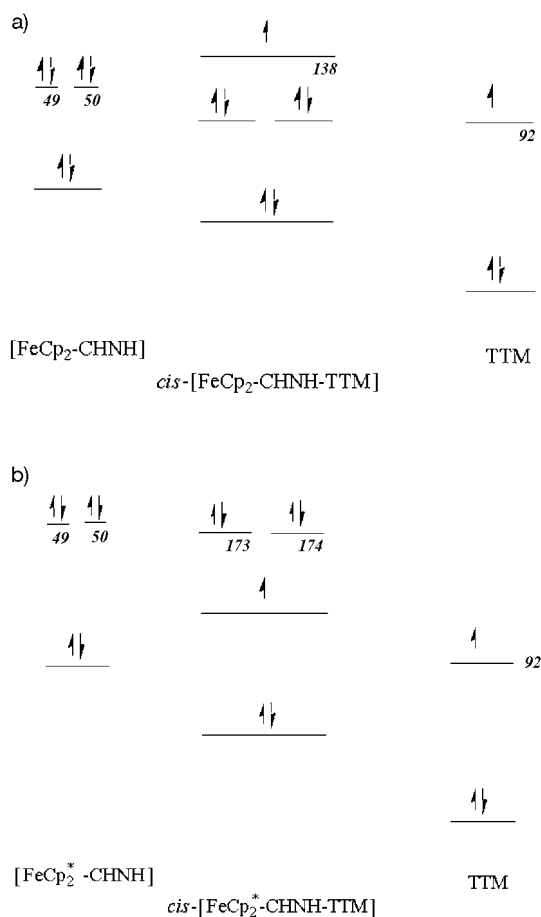 a)
138
49 50
92
[FeCp2-CHNH]
TTM
cis-[FeCp2-CHNH-TTM]
b)
49 50 173 174
92
[FeCp2* -CHNH]
TTM
cis-[FeCp2*-CHNH-TTM]